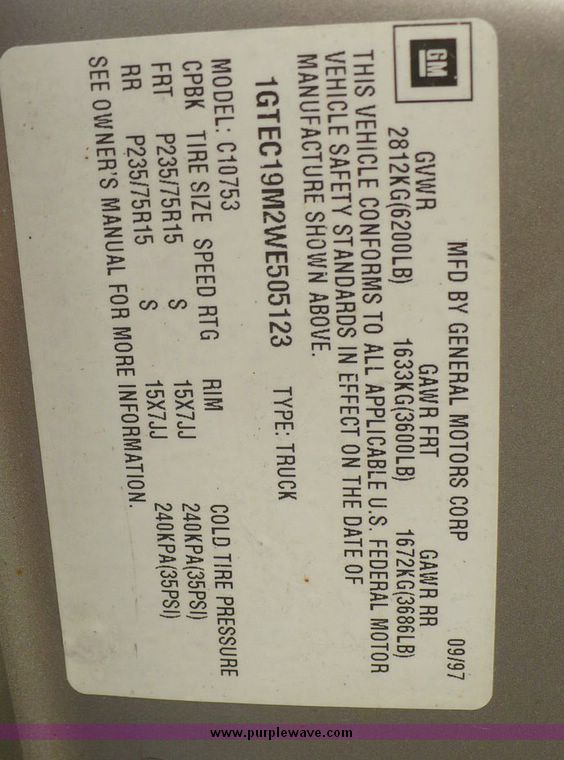 GM
MFD BY GENERAL MOTORS CORP 09/97
GVWR GAWR FRT GAWR RR
2812KG(6200LB) 1633KG(3600LB) 1672KG(3686LB)
THIS VEHICLE CONFORMS TO ALL APPLICABLE U.S. FEDERAL MOTOR
VEHICLE SAFETY STANDARDS IN EFFECT ON THE DATE OF
MANUFACTURE SHOWN ABOVE.
1GTEC19M2WE505123 TYPE: TRUCK
MODEL: C10753
CPBK TIRE SIZE SPEED RTG RIM COLD TIRE PRESSURE
FRT P235/75R15 S 15X7JJ 240KPA(35PSI)
RR P235/75R15 S 15X7JJ 240KPA(35PSI)
SEE OWNER'S MANUAL FOR MORE INFORMATION.
www.purplewave.com